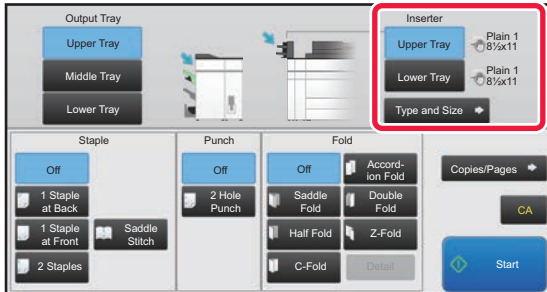 Output Tray
Inserter
Upper Tray
Middle Tray
Lower Tray
Upper Tray
Plain 1
8½x11
Lower Tray
Plain 1
8½x11
Type and Size
Staple
Punch
Fold
Off
1 Staple
at Back
1 Staple
at Front
Saddle
Stitch
2 Staples
Off
2 Hole
Punch
Off
Accord-
ion Fold
Saddle
Fold
Double
Fold
Half Fold
Z-Fold
C-Fold
Detail
Copies/Pages
CA
Start